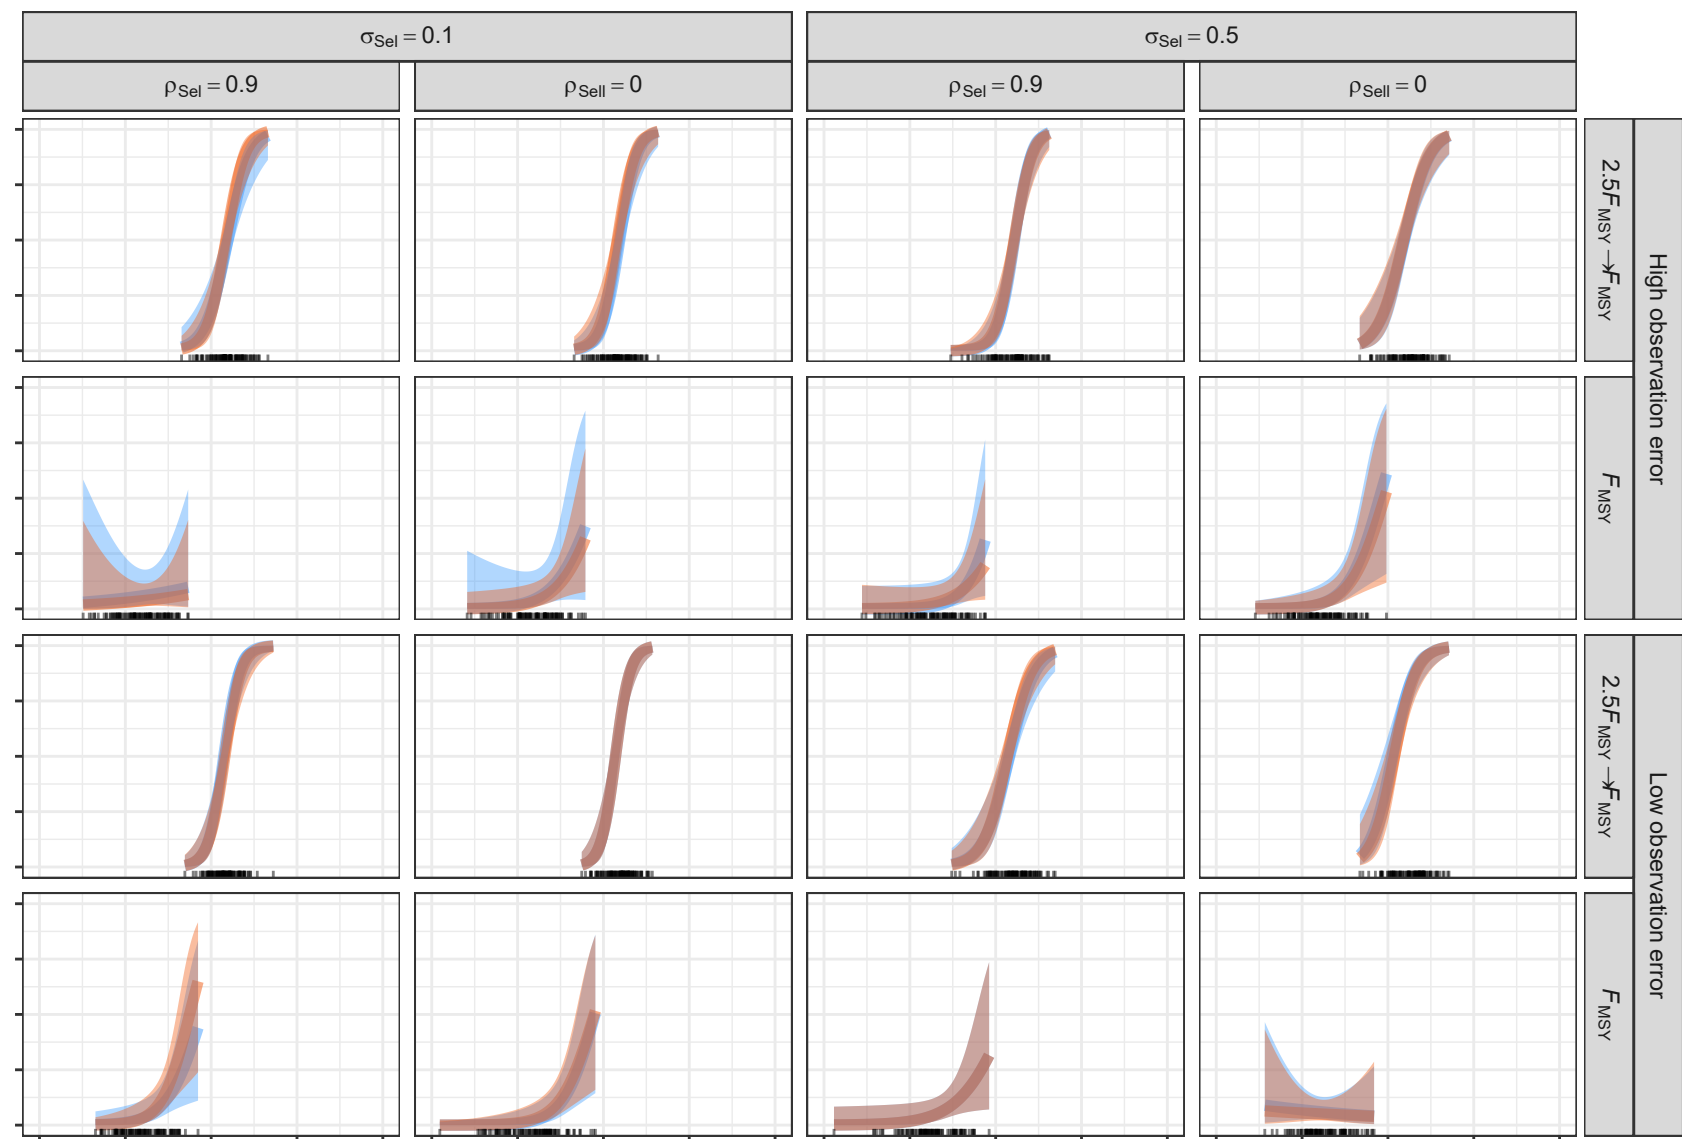 σSel = 0.1
σSel = 0.5
ρSel = 0.9
ρSell = 0
ρSel = 0.9
ρSell = 0
2.5FMSY → FMSY
High observation error
FMSY
2.5FMSY → FMSY
Low observation error
FMSY